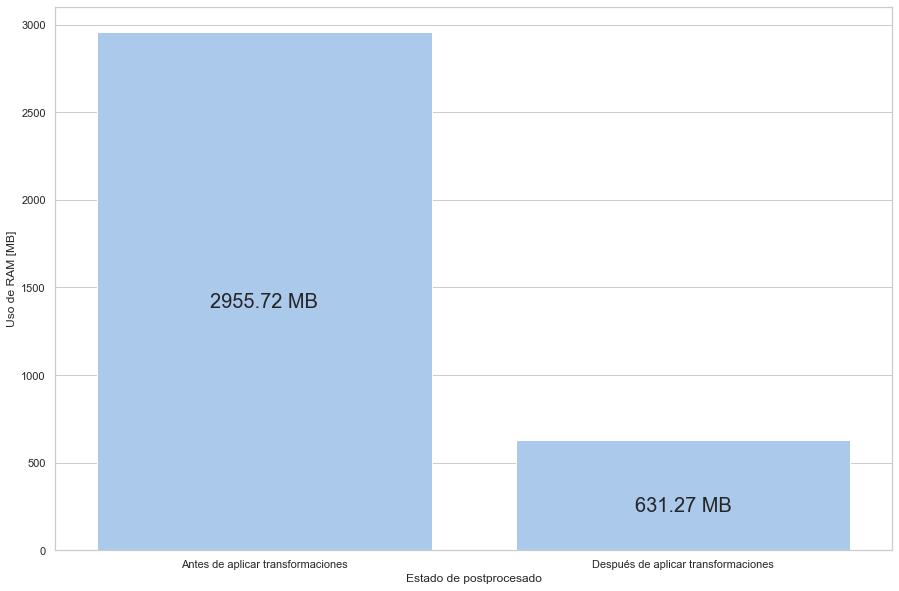 3000
2500
2000
1500
1000
500
0
Uso de RAM [MB]
2955.72 MB
631.27 MB
Antes de aplicar transformaciones
Después de aplicar transformaciones
Estado de postprocesado